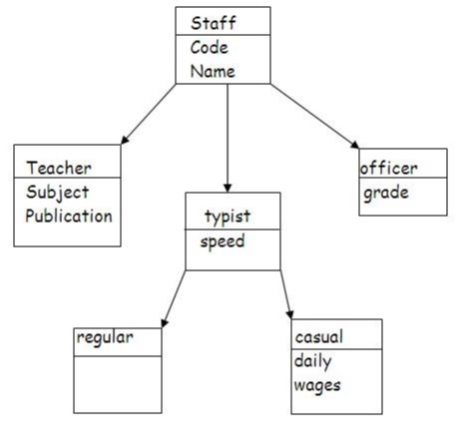 Staff
Code
Name
Teacher
Subject
Publication
typist
speed
officer
grade
regular
casual
daily
wages